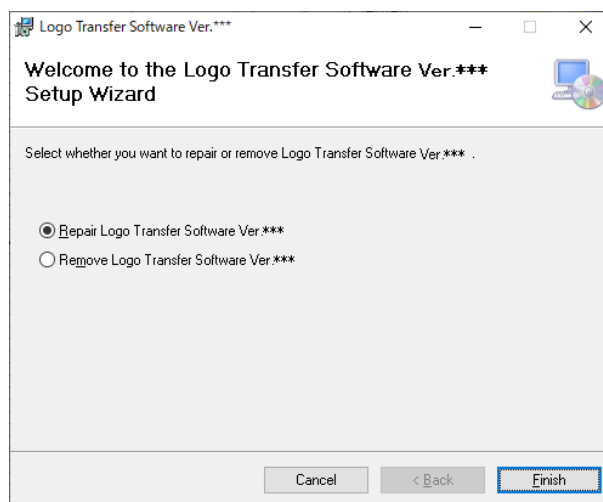 Logo Transfer Software Ver.***
Welcome to the Logo Transfer Software Ver.***
Setup Wizard
Select whether you want to repair or remove Logo Transfer Software Ver.*** .
Repair Logo Transfer Software Ver.***
Remove Logo Transfer Software Ver.***
Cancel
< Back
Finish